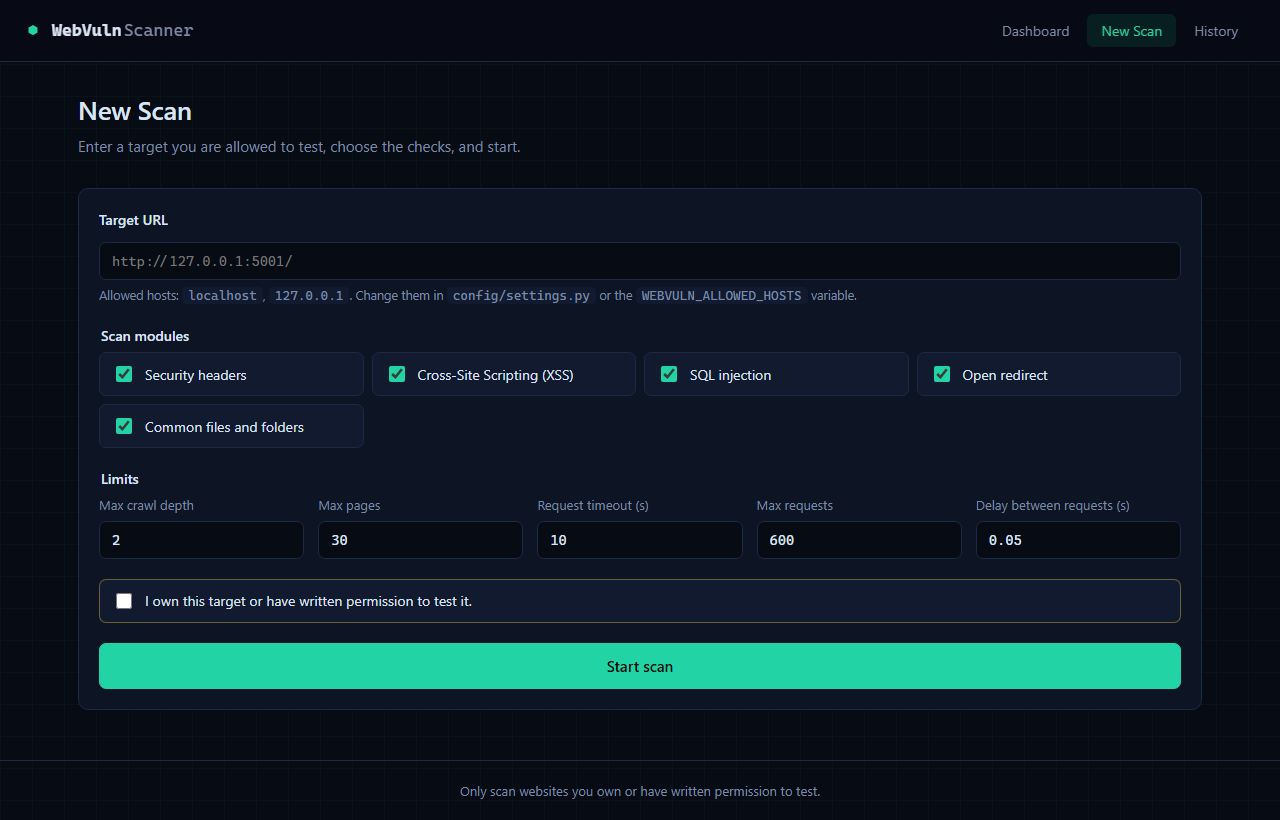 WebVulnScanner
Dashboard New Scan History
New Scan
Enter a target you are allowed to test, choose the checks, and start.
Target URL
http://127.0.0.1:5001/
Allowed hosts: localhost, 127.0.0.1. Change them in config/settings.py or the WEBVULN_ALLOWED_HOSTS variable.
Scan modules
Security headers Cross-Site Scripting (XSS) SQL injection Open redirect
Common files and folders
Limits
Max crawl depth Max pages Request timeout (s) Max requests Delay between requests (s)
2 30 10 600 0.05
I own this target or have written permission to test it.
Start scan
Only scan websites you own or have written permission to test.